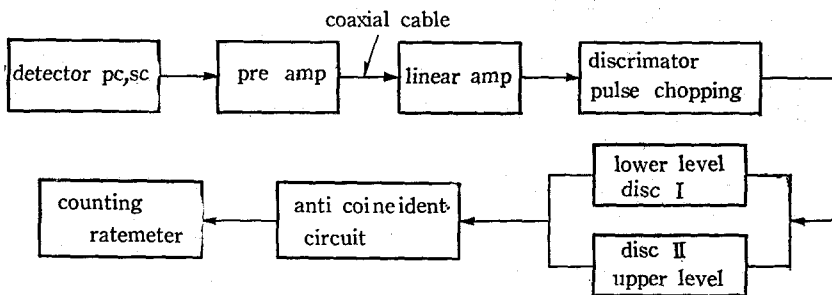 coaxial cable
detector pc,sc
pre amp
linear amp
discrimator
pulse chopping
lower level
disc I
disc II
upper level
anti coineident
circuit
counting
ratemeter